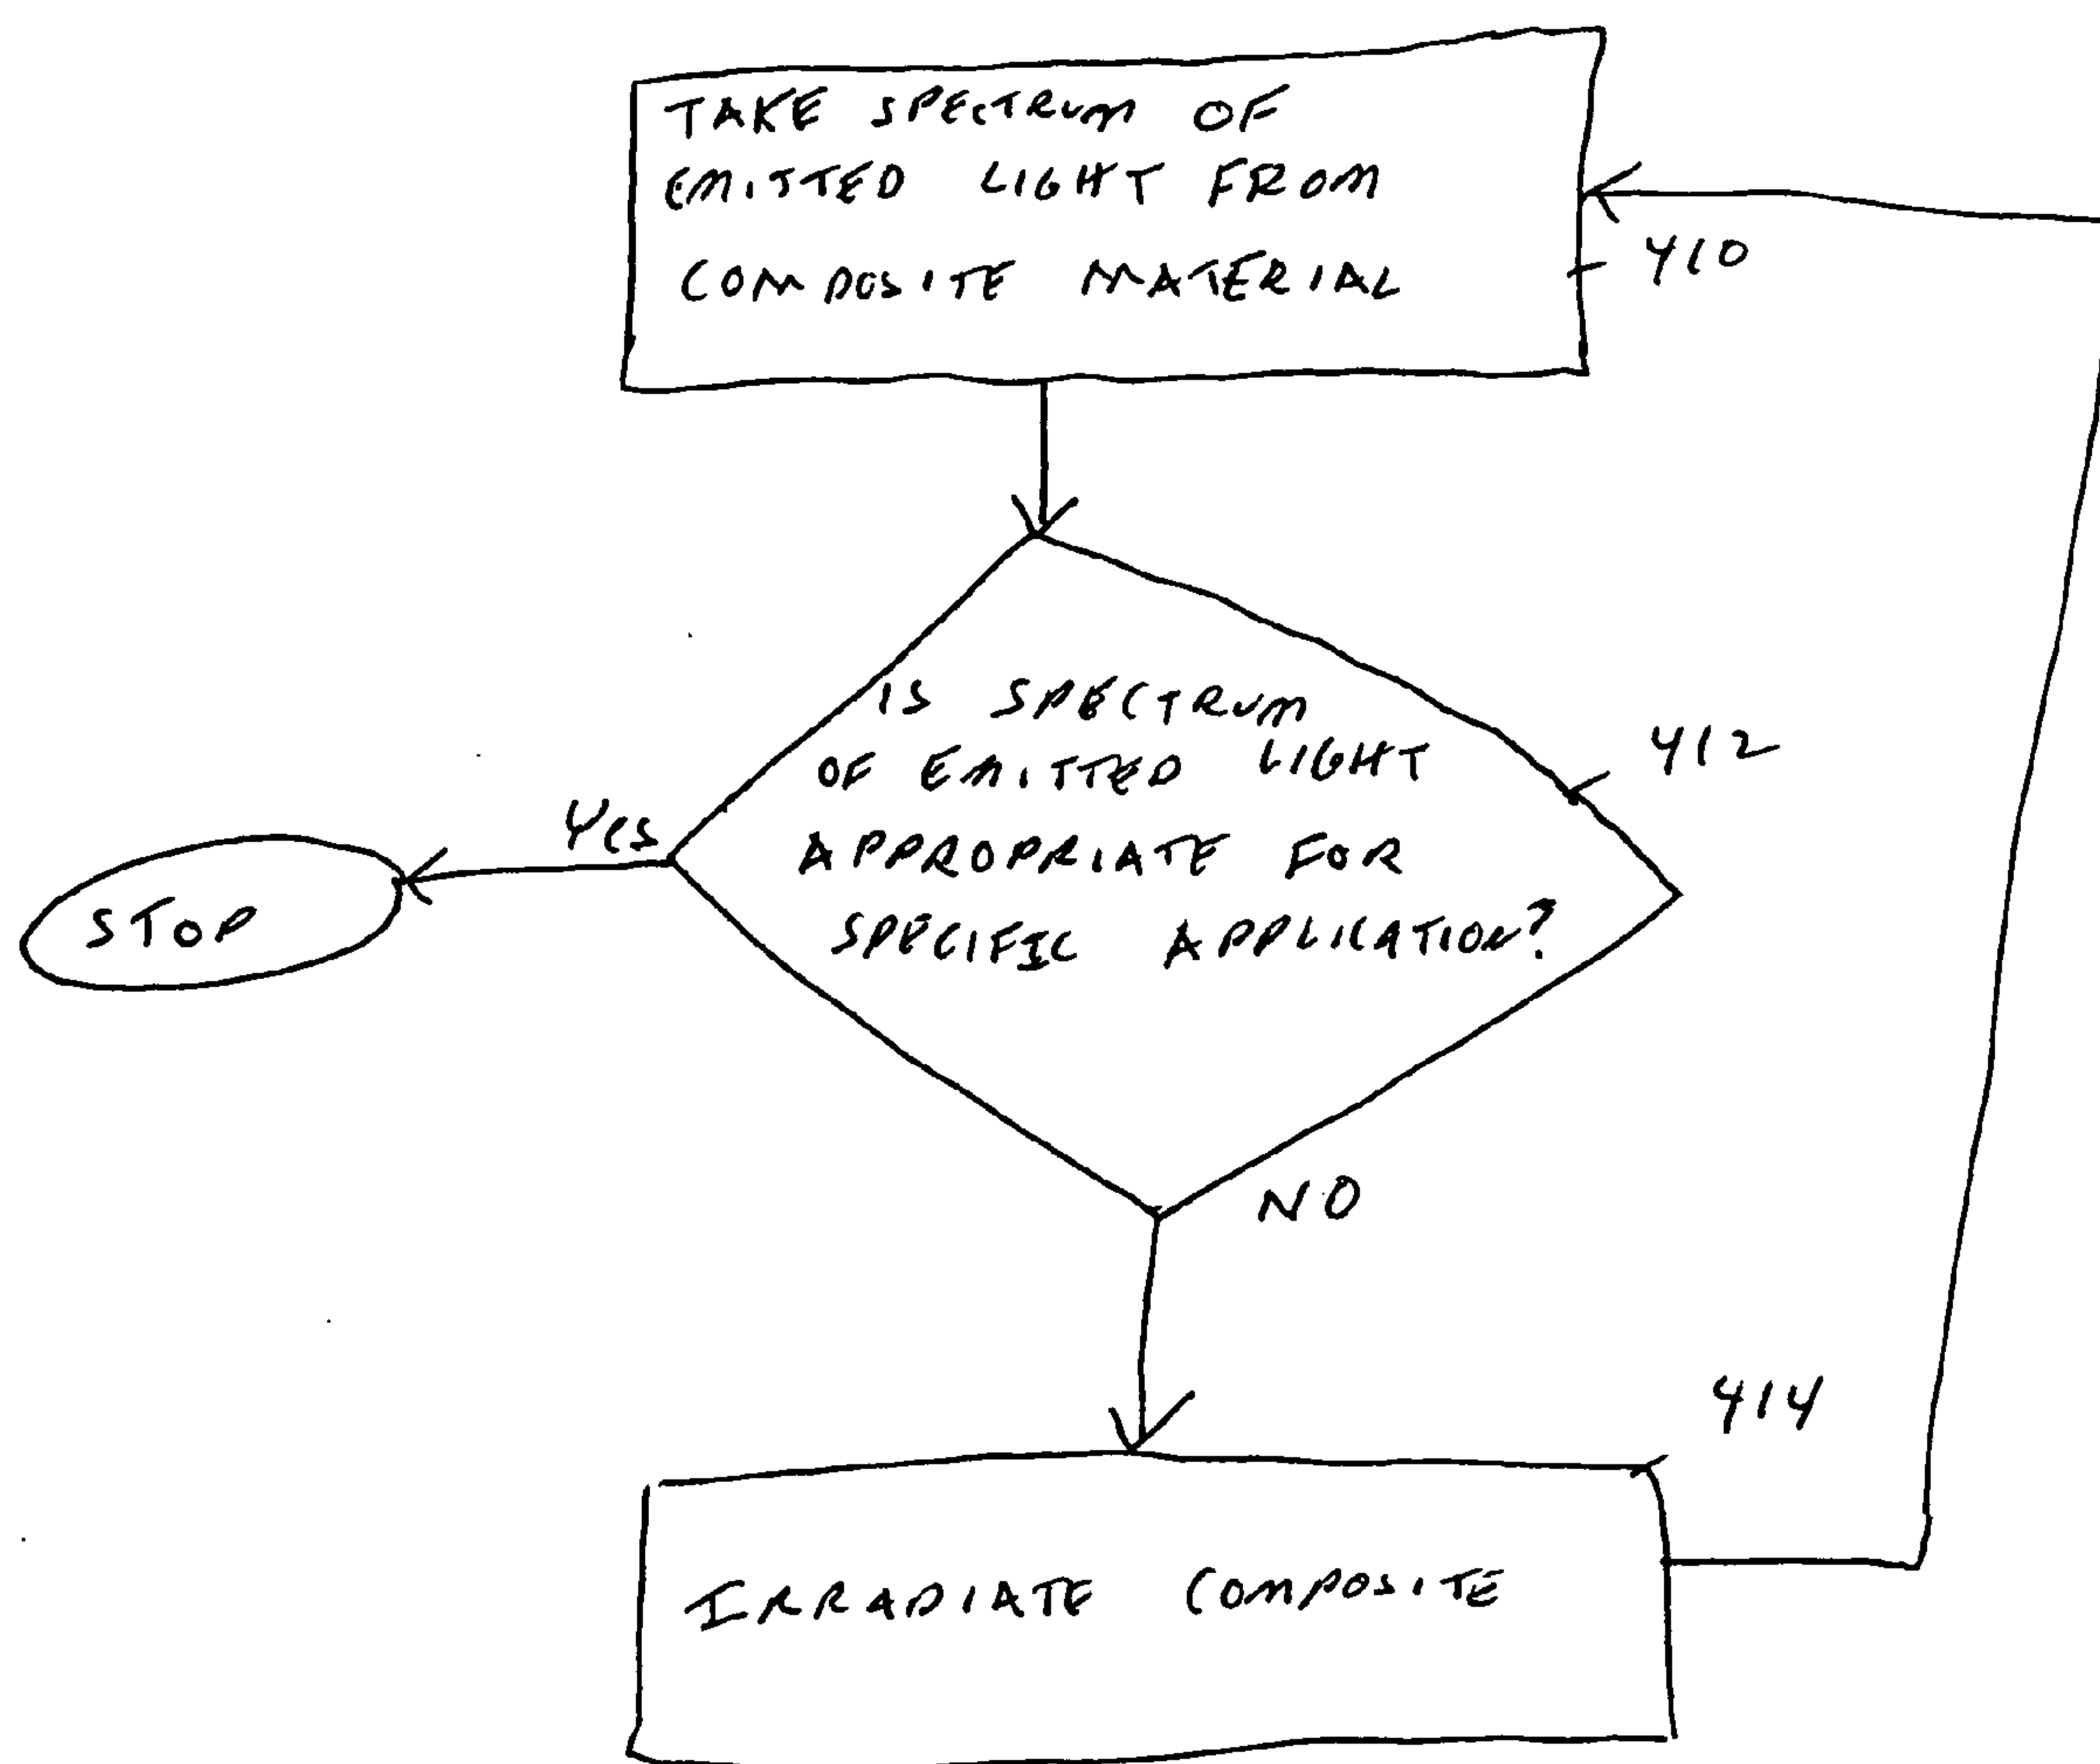 TAKE SPECTRUM OF
EMITTED LIGHT FROM
COMPOSITE MATERIAL
410
IS SPECTRUM
OF EMITTED LIGHT
APPROPRIATE FOR
SPECIFIC APPLICATION?
412
YES
STOP
NO
414
IRRADIATE COMPOSITE